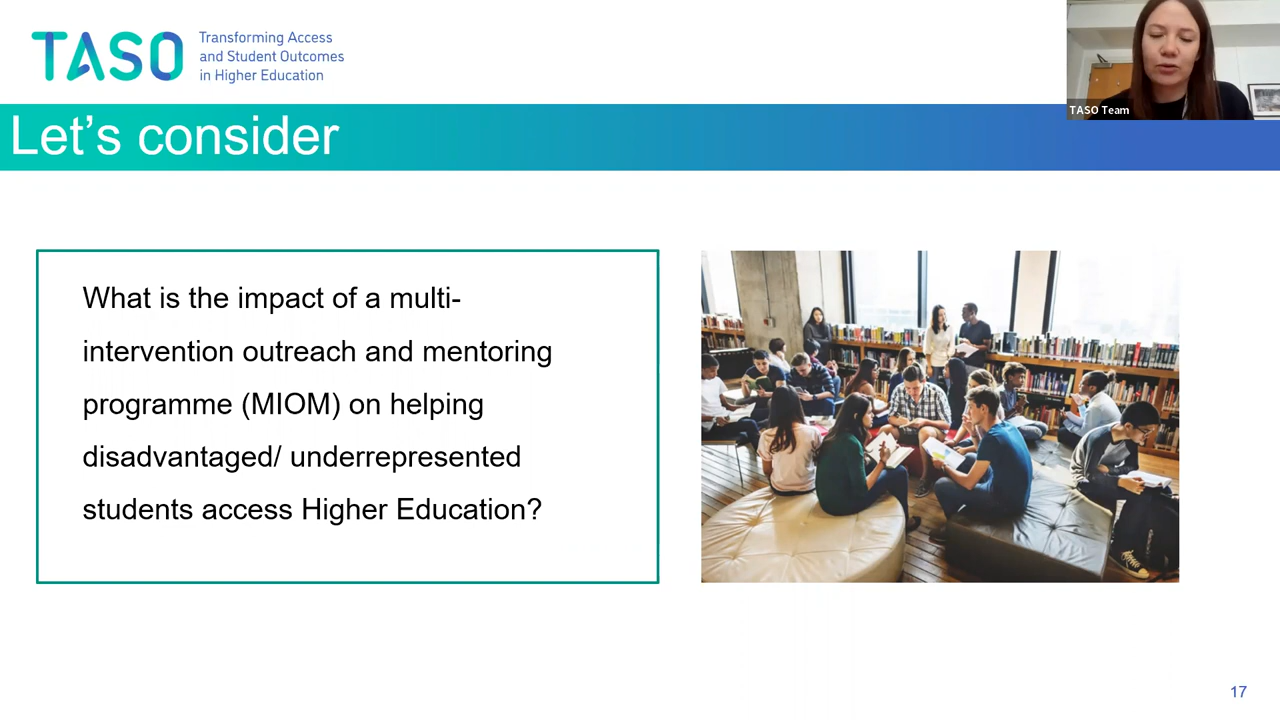 TASO
Transforming Access
and Student Outcomes
in Higher Education
TASO Team
Let’s consider
What is the impact of a multi-
intervention outreach and mentoring
programme (MIOM) on helping
disadvantaged/ underrepresented
students access Higher Education?
17